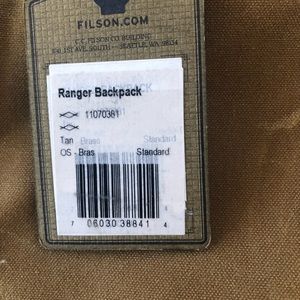 FILSON.COM
C.C. FILSON CO. BUILDING
1741 1ST AVE. SOUTH SEATTLE, WA 98134
Ranger Backpack
11070381
Tan Brass Standard
OS - Bras Standard
7 06030 38841 4